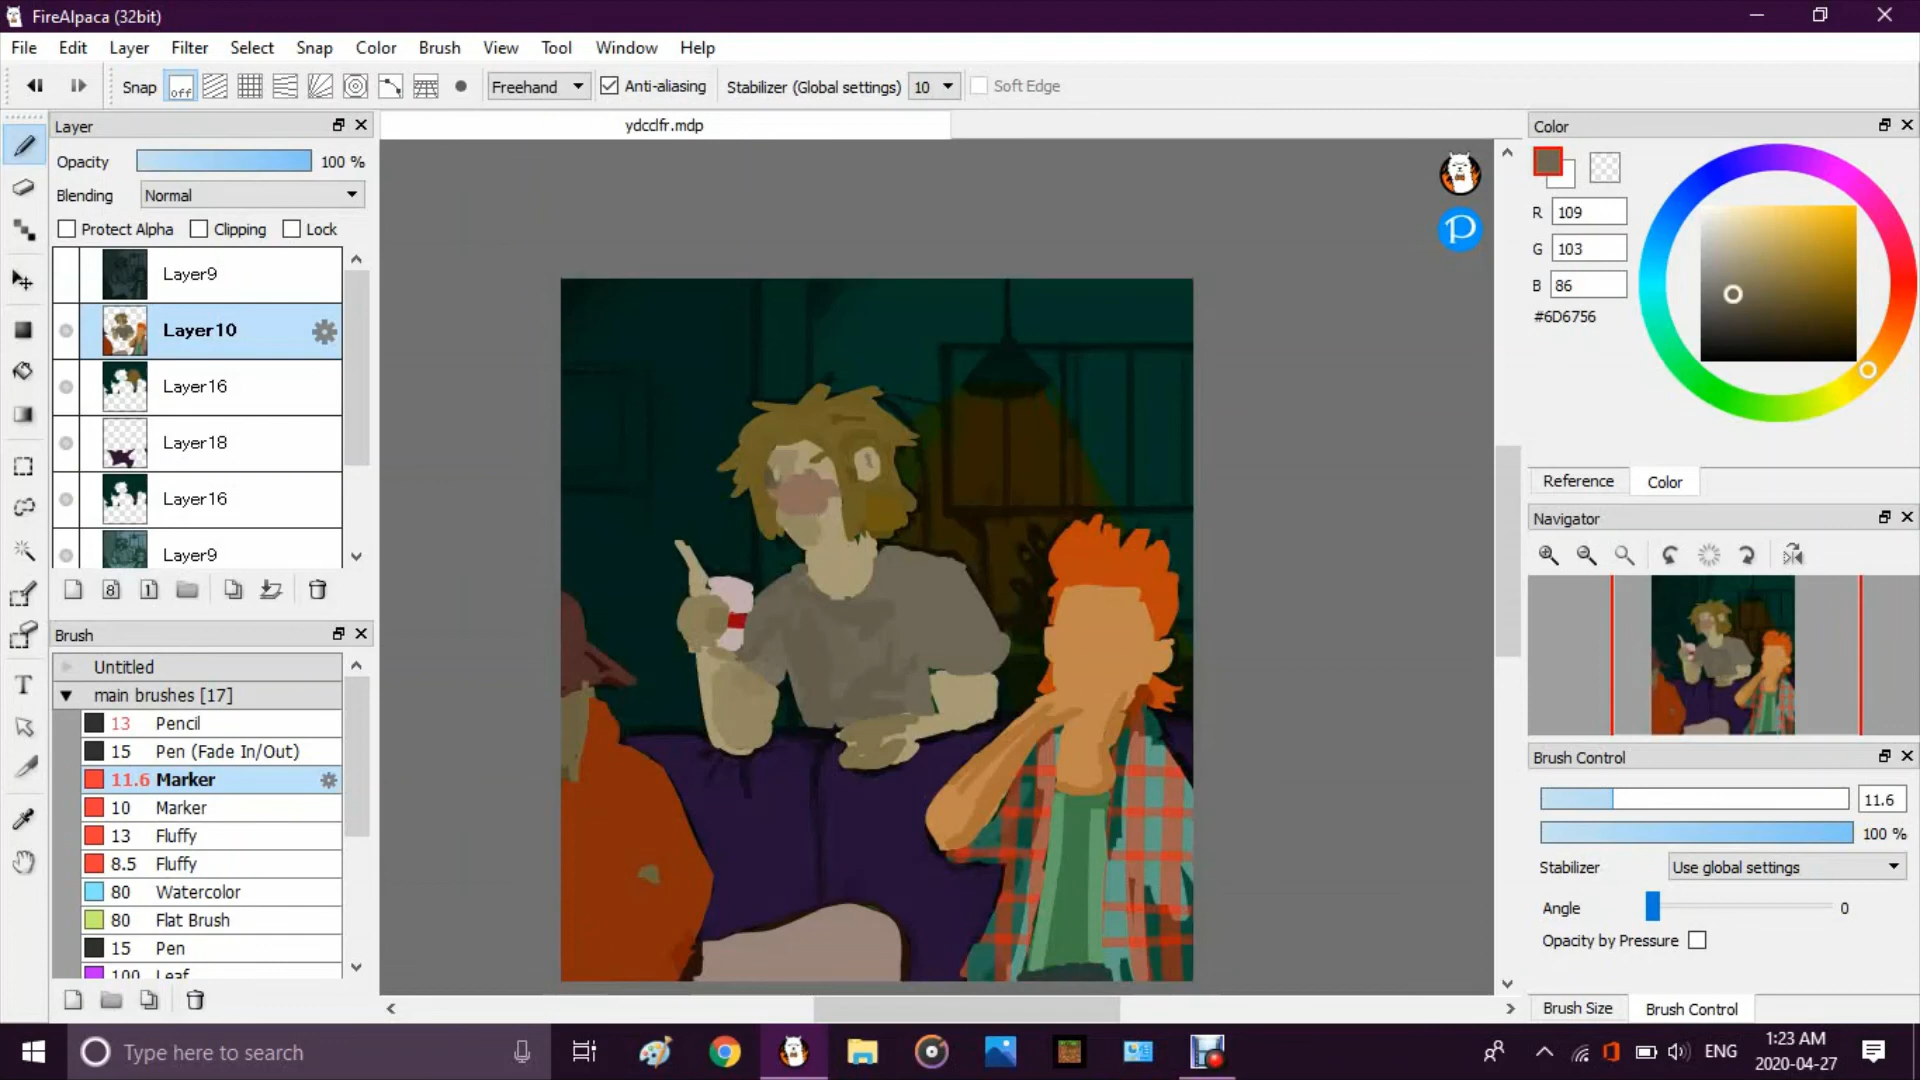 FireAlpaca (32bit)
File Edit Layer Filter Select Snap Color Brush View Tool Window Help
Snap off Freehand Anti-aliasing Stabilizer (Global settings) 10 Soft Edge
Layer
ydcclfr.mdp
Color
Opacity 100 %
Blending Normal
Protect Alpha Clipping Lock
Layer9
Layer10
Layer16
Layer18
Layer16
Layer9
8 1
R 109
G 103
B 86
#6D6756
Reference Color
Navigator
Brush
Untitled
main brushes [17]
13 Pencil
15 Pen (Fade In/Out)
11.6 Marker
10 Marker
13 Fluffy
8.5 Fluffy
80 Watercolor
80 Flat Brush
15 Pen
100 Leaf
Brush Control
11.6
100 %
Stabilizer Use global settings
Angle 0
Opacity by Pressure
Brush Size Brush Control
Type here to search
ENG
1:23 AM
2020-04-27